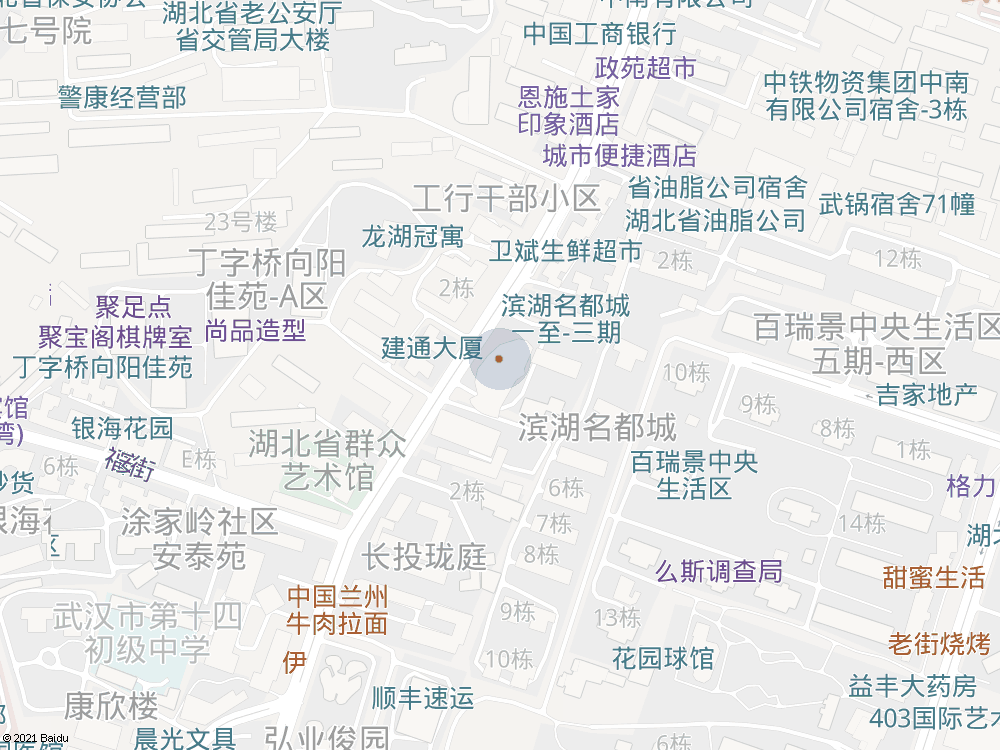 湖北省老公安厅
省交管局大楼
七号院
中国工商银行
政苑超市
中铁物资集团中南
有限公司宿舍-3栋
警康经营部
恩施土家
印象酒店
城市便捷酒店
工行干部小区
省油脂公司宿舍
湖北省油脂公司
武锅宿舍71幢
23号楼
龙湖冠寓
卫斌生鲜超市
2栋
12栋
丁字桥向阳
佳苑-A区
2栋
聚足点
聚宝阁棋牌室
尚品造型
滨湖名都城
一至-三期
百瑞景中央生活区
五期-西区
建通大厦
丁字桥向阳佳苑
10栋
吉家地产
9栋
宾馆
湾)
银海花园
湖北省群众
艺术馆
滨湖名都城
8栋
1栋
6栋
福街
E栋
百瑞景中央
生活区
炒货
2栋
6栋
格力
银海花
区
涂家岭社区
安泰苑
7栋
14栋
长投珑庭
8栋
湖北
么斯调查局
甜蜜生活
中国兰州
牛肉拉面
武汉市第十四
初级中学
9栋
13栋
老街烧烤
伊
10栋
花园球馆
康欣楼
顺丰速运
益丰大药房
403国际艺术
晨光文具
弘业俊园
6栋
© 2021 Baidu